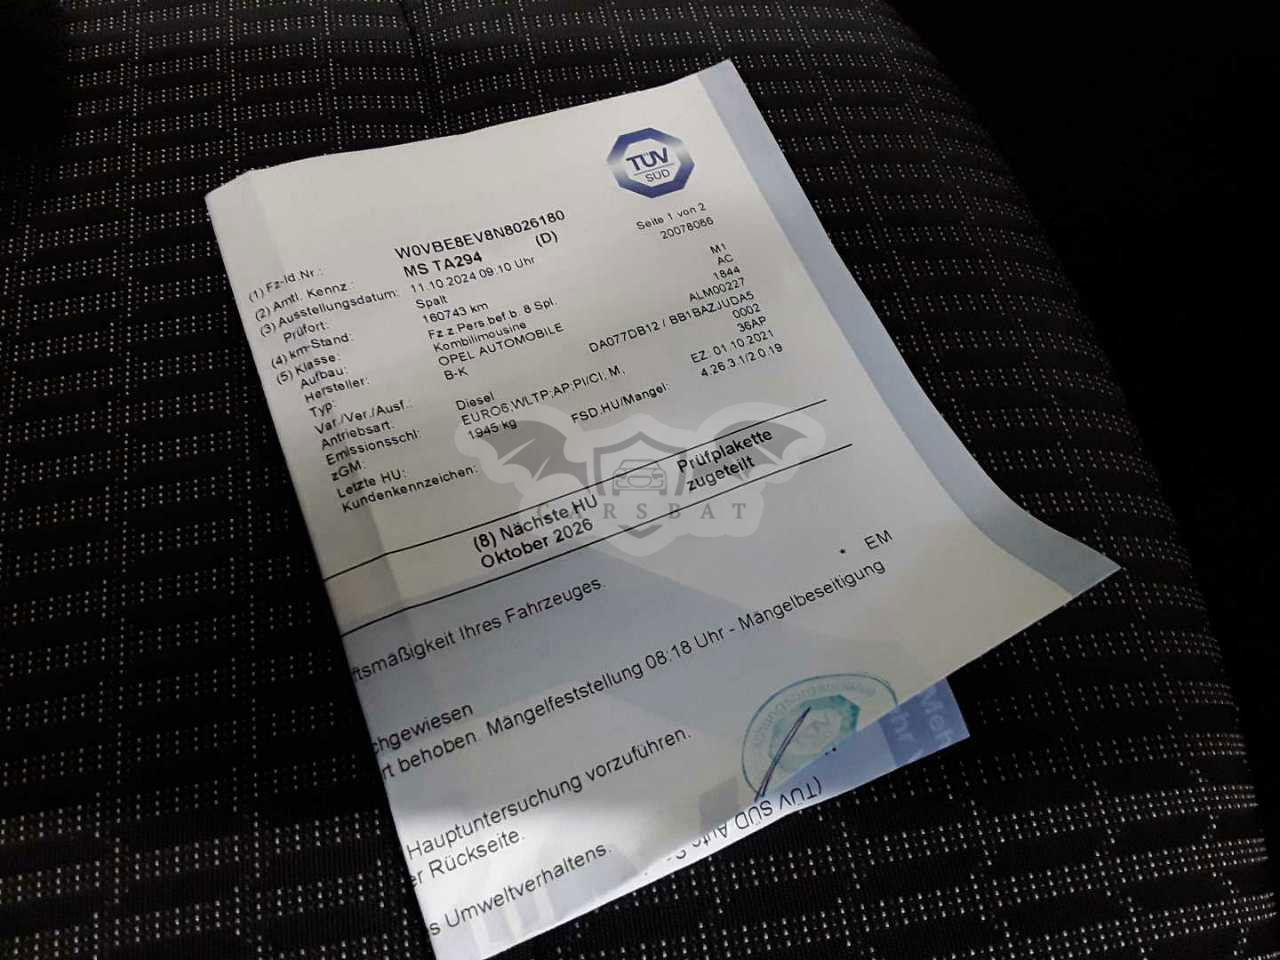 TÜV
SÜD
Seite 1 von 2
20078066
(1) Fz-Id.Nr.: W0VBE8EV8N8026180
(2) Amtl. Kennz.: MS TA294 (D)
(3) Ausstellungsdatum: 11.10.2024 09.10 Uhr
Prüfort: Spalt
(4) km-Stand: 160743 km
(5) Klasse: Fz.z.Pers.bef.b. 8 Spl. M1
Aufbau: Kombilimousine AC
Hersteller: OPEL AUTOMOBILE 1844
Typ: B-K ALM00227
Var./Ver./Ausf.: DA077DB12 / BB1BAZJUDA5
Antriebsart: Diesel 0002
Emissionsschl: EURO6;WLTP;AP:PI/CI; M, 36AP
zGM: 1945 kg EZ: 01.10.2021
Letzte HU: FSD.HU/Mangel: 4.26.3.1/2.0.19
Kundenkennzeichen:
CARSBAT
(8) Nächste HU Prüfplakette
Oktober 2026 zugeteilt
ftsmäßigkeit Ihres Fahrzeuges.
* EM
chgewiesen
rt behoben. Mängelfeststellung 08:18 Uhr - Mängelbeseitigung
Hauptuntersuchung vorzuführen.
er Rückseite.
s Umweltverhaltens.
TÜV
(TÜV SÜD Auto
Meh